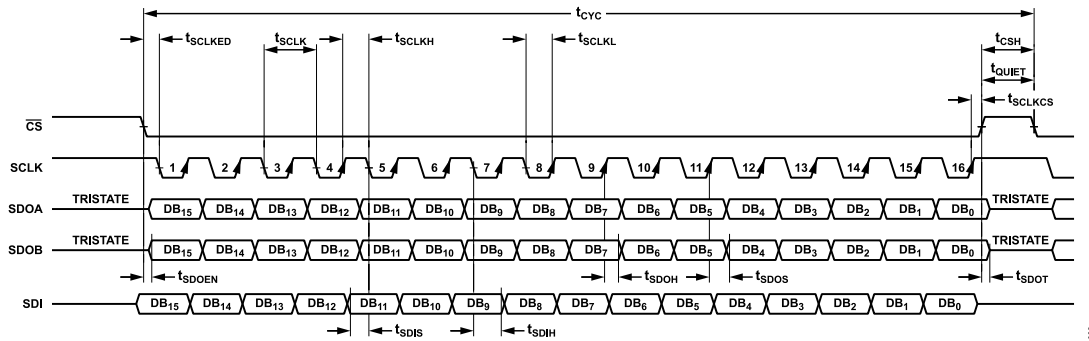 tCYC
tSCLKED tSCLK tSCLKH tSCLKL tCSH
tQUIET
tSCLKCS
CS
SCLK 1 2 3 4 5 6 7 8 9 10 11 12 13 14 15 16
SDOA TRISTATE DB15 DB14 DB13 DB12 DB11 DB10 DB9 DB8 DB7 DB6 DB5 DB4 DB3 DB2 DB1 DB0 TRISTATE
SDOB TRISTATE DB15 DB14 DB13 DB12 DB11 DB10 DB9 DB8 DB7 DB6 DB5 DB4 DB3 DB2 DB1 DB0 TRISTATE
tSDOEN tSDOH tSDOS tSDOT
SDI DB15 DB14 DB13 DB12 DB11 DB10 DB9 DB8 DB7 DB6 DB5 DB4 DB3 DB2 DB1 DB0
tSDIS tSDIH